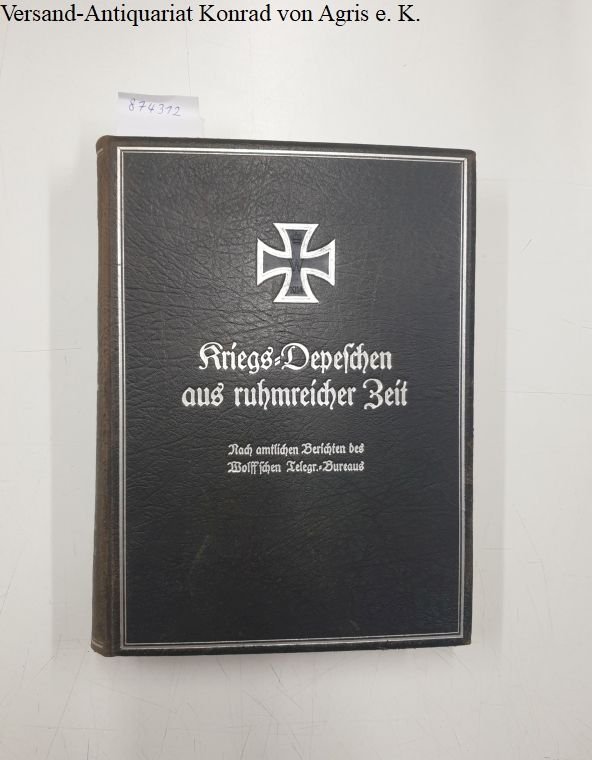 Versand-Antiquariat Konrad von Agris e. K.
874312
W
Kriegs-Depeschen
aus ruhmreicher Zeit
Nach amtlichen Berichten des
Wolff'schen Telegr.-Bureaus